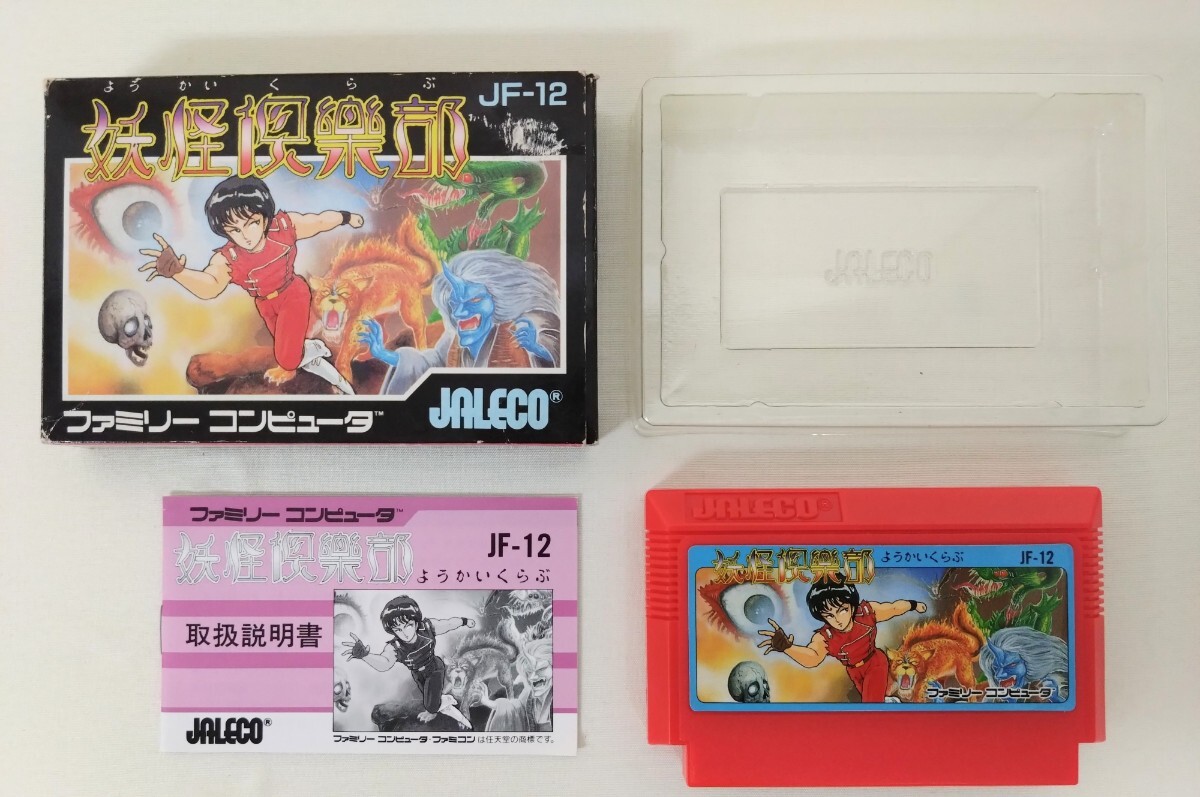 ようかいくらぶ
JF-12
妖怪倶樂部
ファミリー コンピュータ™
JALECO®
JALECO
ファミリー コンピュータ™
妖怪倶樂部
JF-12
ようかいくらぶ
取扱説明書
JALECO®
ファミリー コンピュータ・ファミコンは任天堂の商標です。
JALECO®
妖怪倶樂部
ようかいくらぶ
JF-12
ファミリー コンピュータ™